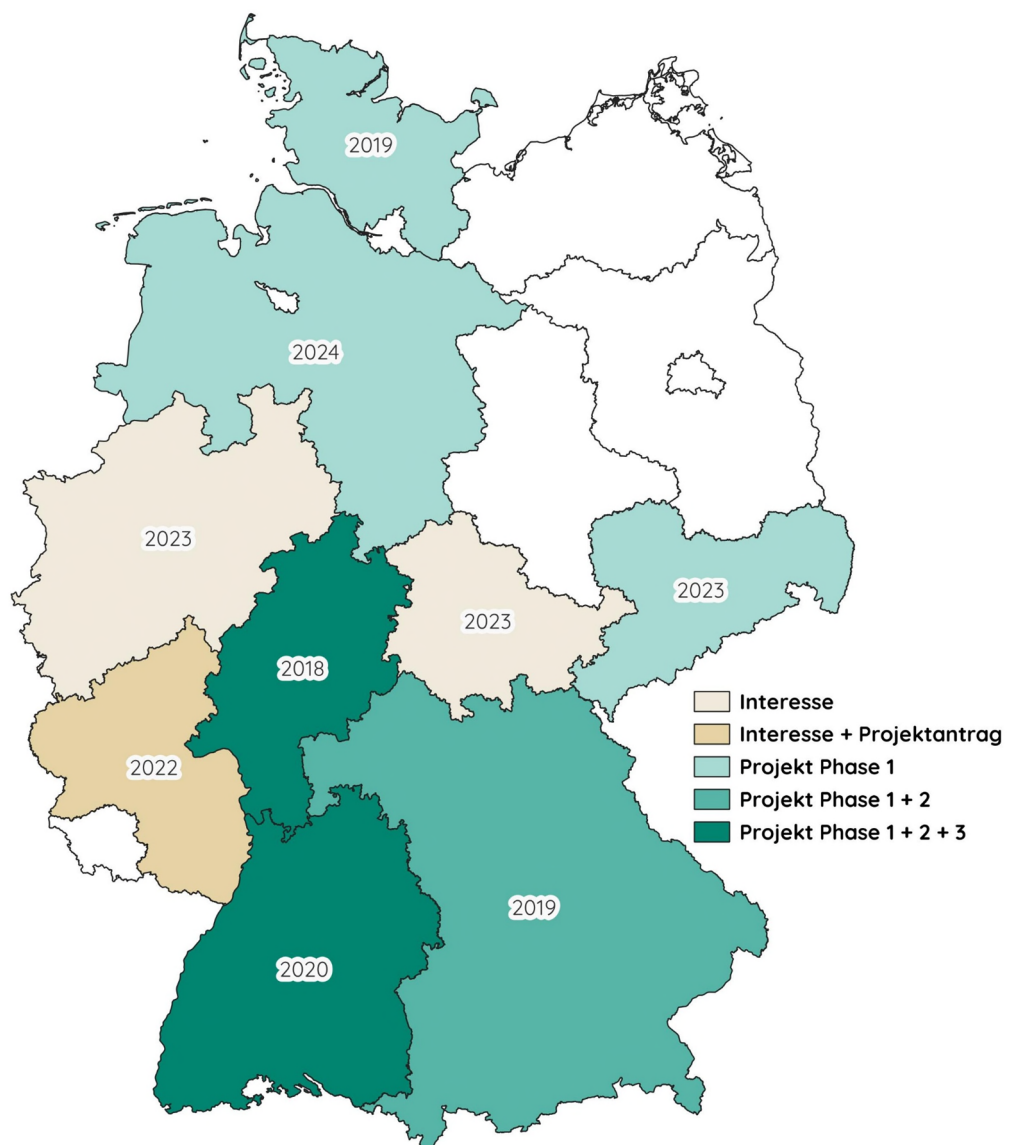 2019
2024
2023
2023
2023
2018
2022
2019
2020
Interesse
Interesse + Projektantrag
Projekt Phase 1
Projekt Phase 1 + 2
Projekt Phase 1 + 2 + 3